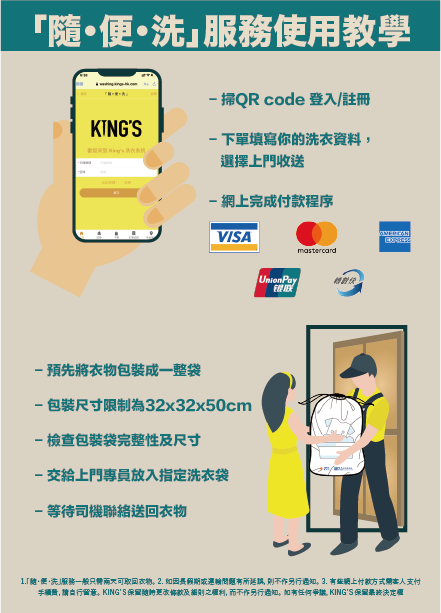 「隨•便•洗」服務使用教學
washing.kings-hk.com
「隨•便•洗」
KING'S
歡迎來到 King's 洗衣系統
– 掃QR code 登入/註冊
– 下單填寫你的洗衣資料，
選擇上門收送
– 網上完成付款程序
VISA
mastercard
AMERICAN
EXPRESS
UnionPay
银联
轉數快
– 預先將衣物包裝成一整袋
– 包裝尺寸限制為32x32x50cm
– 檢查包裝袋完整性及尺寸
– 交給上門專員放入指定洗衣袋
– 等待司機聯絡送回衣物
1.「隨•便•洗」服務一般只需兩天可取回衣物。2. 如因長假期或運輸問題有所延誤, 則不作另行通知。3. 有些網上付款方式需客人支付
手續費, 請自行留意。KING'S保留隨時更改條款及細則之權利, 而不作另行通知。如有任何爭議, KING'S保留最終決定權